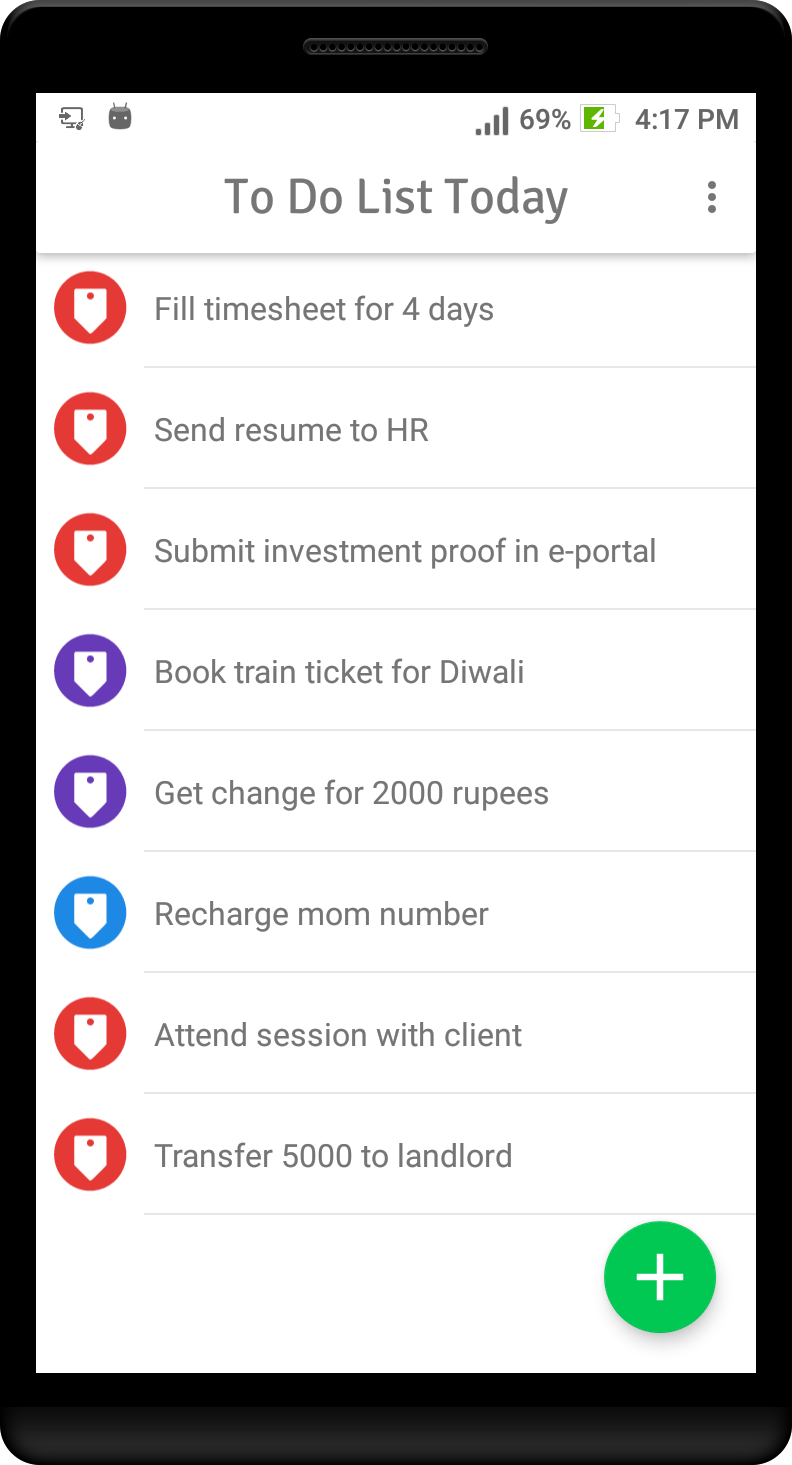 69% 4:17 PM
To Do List Today
Fill timesheet for 4 days
Send resume to HR
Submit investment proof in e-portal
Book train ticket for Diwali
Get change for 2000 rupees
Recharge mom number
Attend session with client
Transfer 5000 to landlord